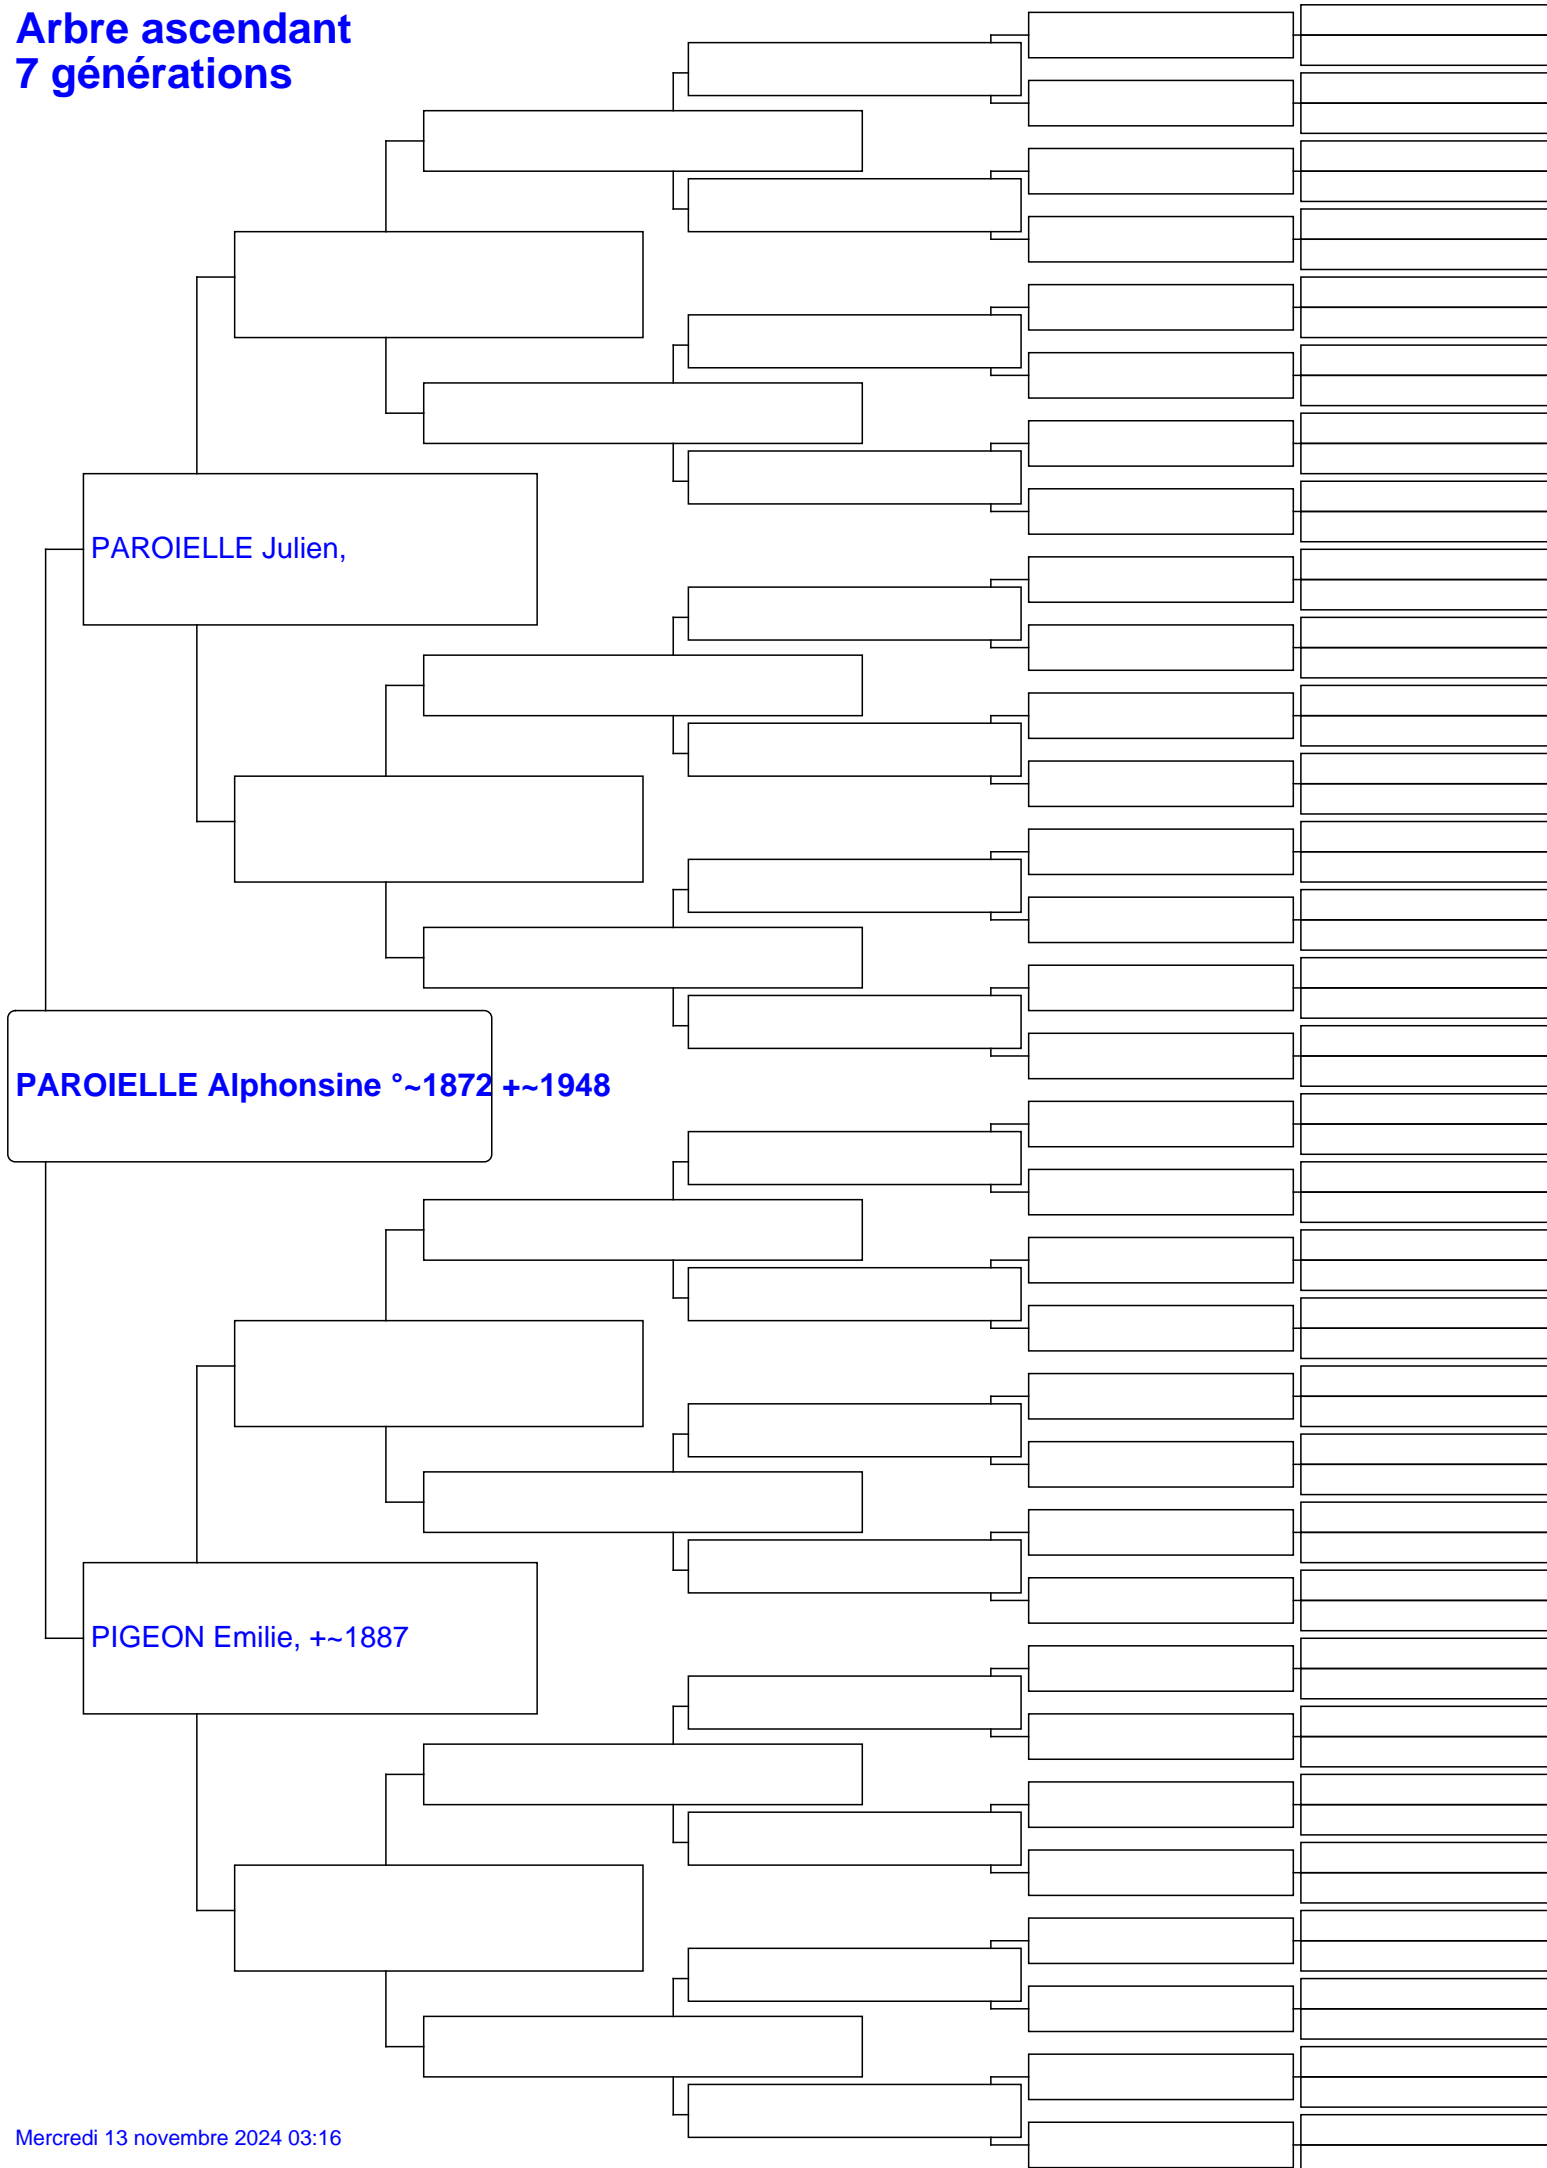 Arbre ascendant
7 générations
PAROIELLE Julien,
PAROIELLE Alphonsine °~1872 +~1948
PIGEON Emilie, +~1887
Mercredi 13 novembre 2024 03:16